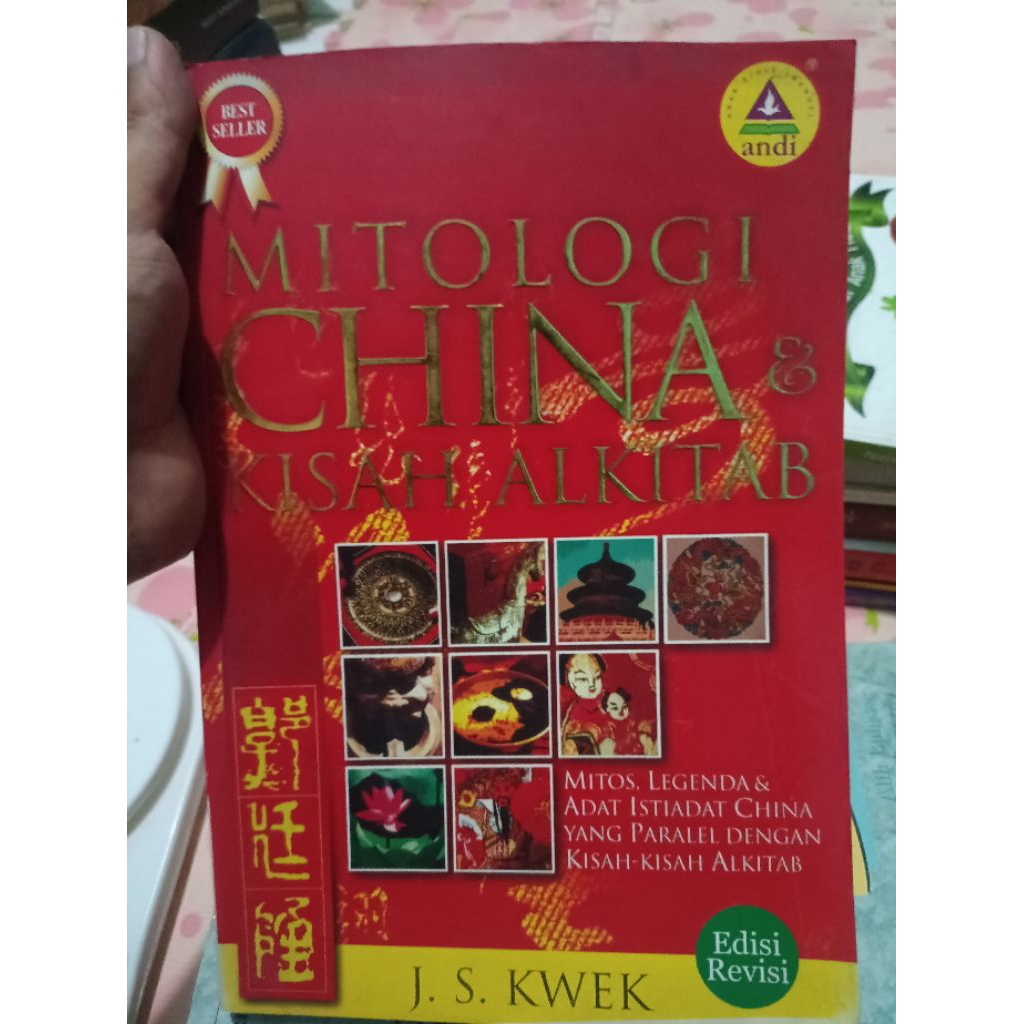 BEST
SELLER
andi
MITOLOGI
CHINA &
KISAH ALKITAB
MITOS, LEGENDA &
ADAT ISTIADAT CHINA
YANG PARALEL DENGAN
KISAH-KISAH ALKITAB
Edisi
Revisi
J. S. KWEK